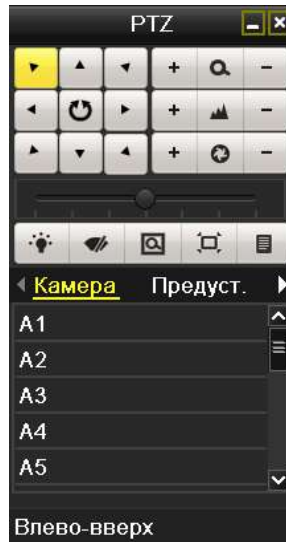 PTZ
+ -
+ -
+ -
Камера Предуст.
A1
A2
A3
A4
A5
Влево-вверх